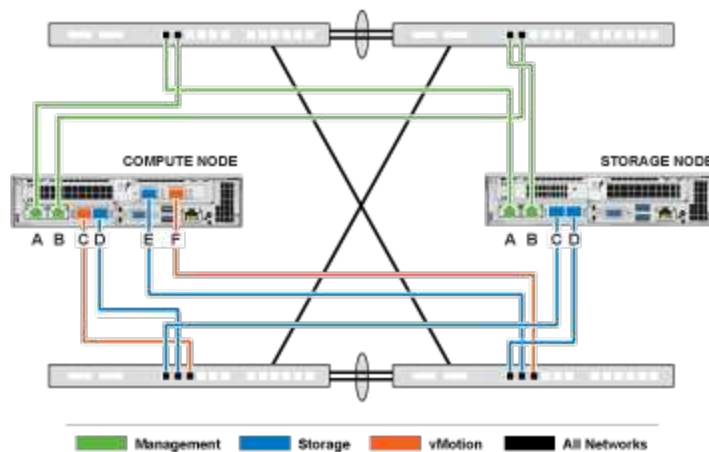 COMPUTE NODE
STORAGE NODE
A B C D E F
A B C D
Management Storage vMotion All Networks